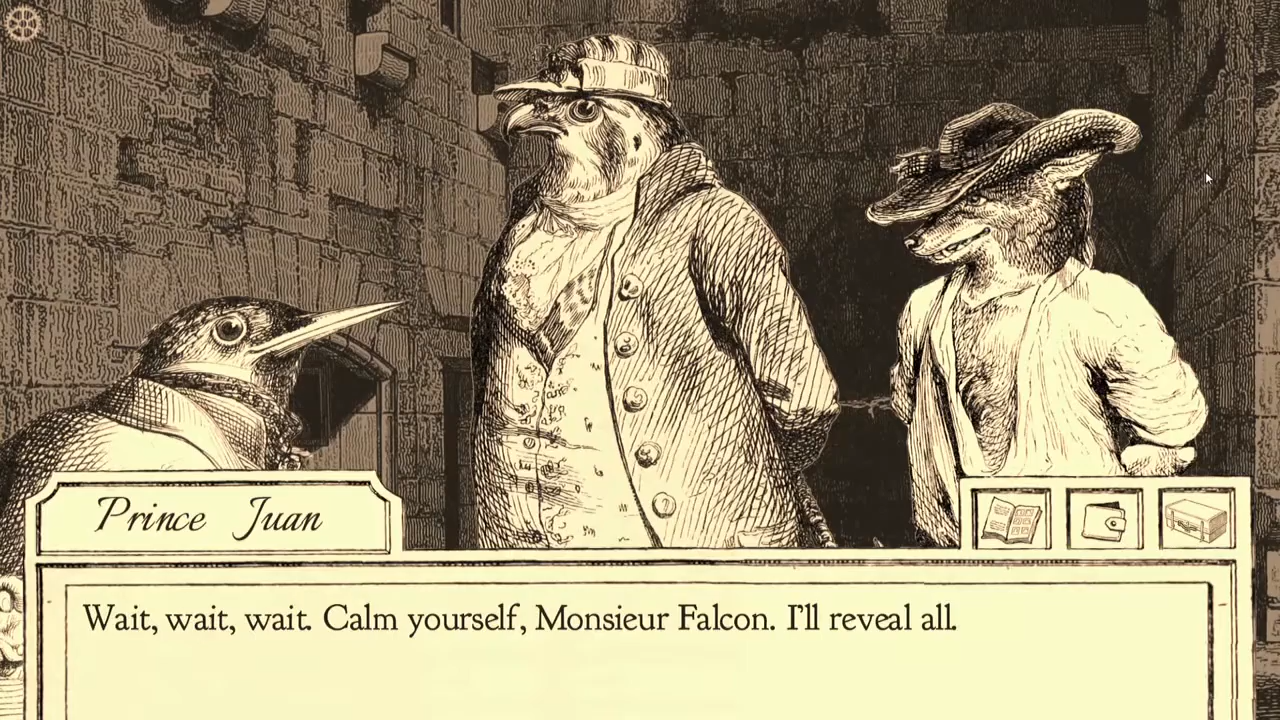 Prince Juan
Wait, wait, wait. Calm yourself, Monsieur Falcon. I'll reveal all.